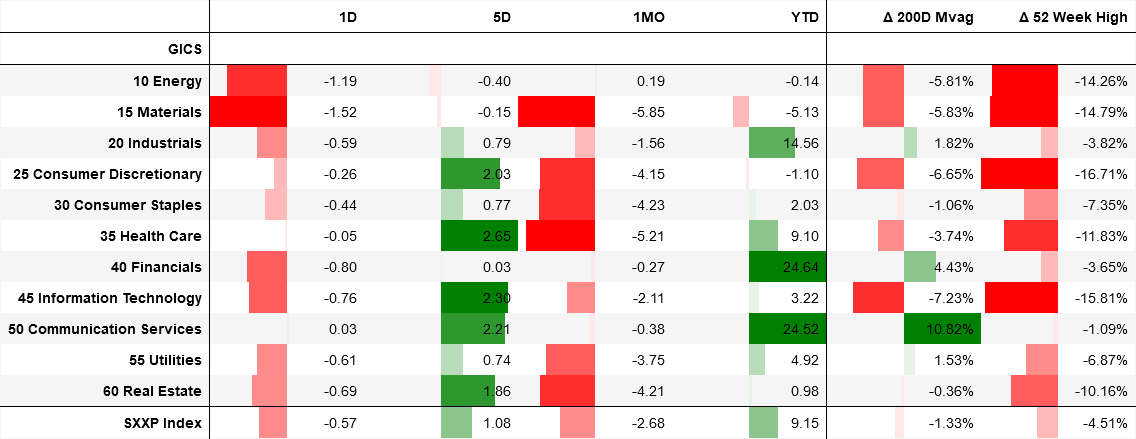 1D 5D 1MO YTD Δ 200D Mvag Δ 52 Week High
GICS
10 Energy -1.19 -0.40 0.19 -0.14 -5.81% -14.26%
15 Materials -1.52 -0.15 -5.85 -5.13 -5.83% -14.79%
20 Industrials -0.59 0.79 -1.56 14.56 1.82% -3.82%
25 Consumer Discretionary -0.26 2.03 -4.15 -1.10 -6.65% -16.71%
30 Consumer Staples -0.44 0.77 -4.23 2.03 -1.06% -7.35%
35 Health Care -0.05 2.65 -5.21 9.10 -3.74% -11.83%
40 Financials -0.80 0.03 -0.27 24.64 4.43% -3.65%
45 Information Technology -0.76 2.30 -2.11 3.22 -7.23% -15.81%
50 Communication Services 0.03 2.21 -0.38 24.52 10.82% -1.09%
55 Utilities -0.61 0.74 -3.75 4.92 1.53% -6.87%
60 Real Estate -0.69 1.86 -4.21 0.98 -0.36% -10.16%
SXXP Index -0.57 1.08 -2.68 9.15 -1.33% -4.51%